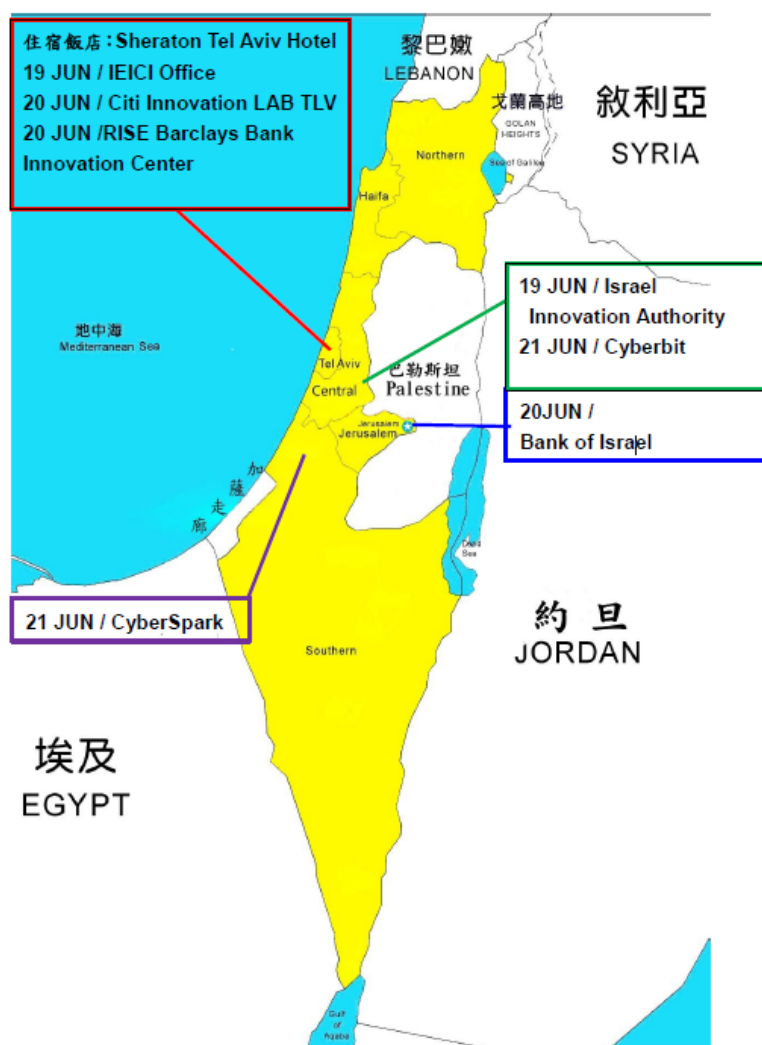 住宿飯店：Sheraton Tel Aviv Hotel
19 JUN / IEICI Office
20 JUN / Citi Innovation LAB TLV
20 JUN /RISE Barclays Bank
Innovation Center
黎巴嫩
LEBANON
戈蘭高地
GOLAN
HEIGHTS
敘利亞
SYRIA
Northern
Sea of Galilee
Haifa
19 JUN / Israel
Innovation Authority
21 JUN / Cyberbit
地中海
Mediterranean Sea
Tel Aviv
巴勒斯坦
Palestine
Central
20JUN /
Bank of Israel
Jerusalem
Jerusalem
加薩走廊
Dead
Sea
21 JUN / CyberSpark
約旦
JORDAN
Southern
埃及
EGYPT
Gulf
of
Aqaba